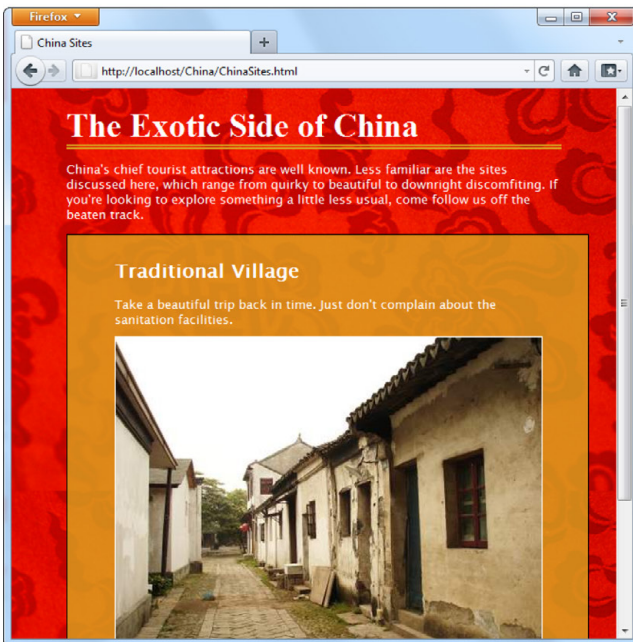 Firefox
China Sites
http://localhost/China/ChinaSites.html
The Exotic Side of China
China's chief tourist attractions are well known. Less familiar are the sites
discussed here, which range from quirky to beautiful to downright discomfiting. If
you're looking to explore something a little less usual, come follow us off the
beaten track.
Traditional Village
Take a beautiful trip back in time. Just don't complain about the
sanitation facilities.